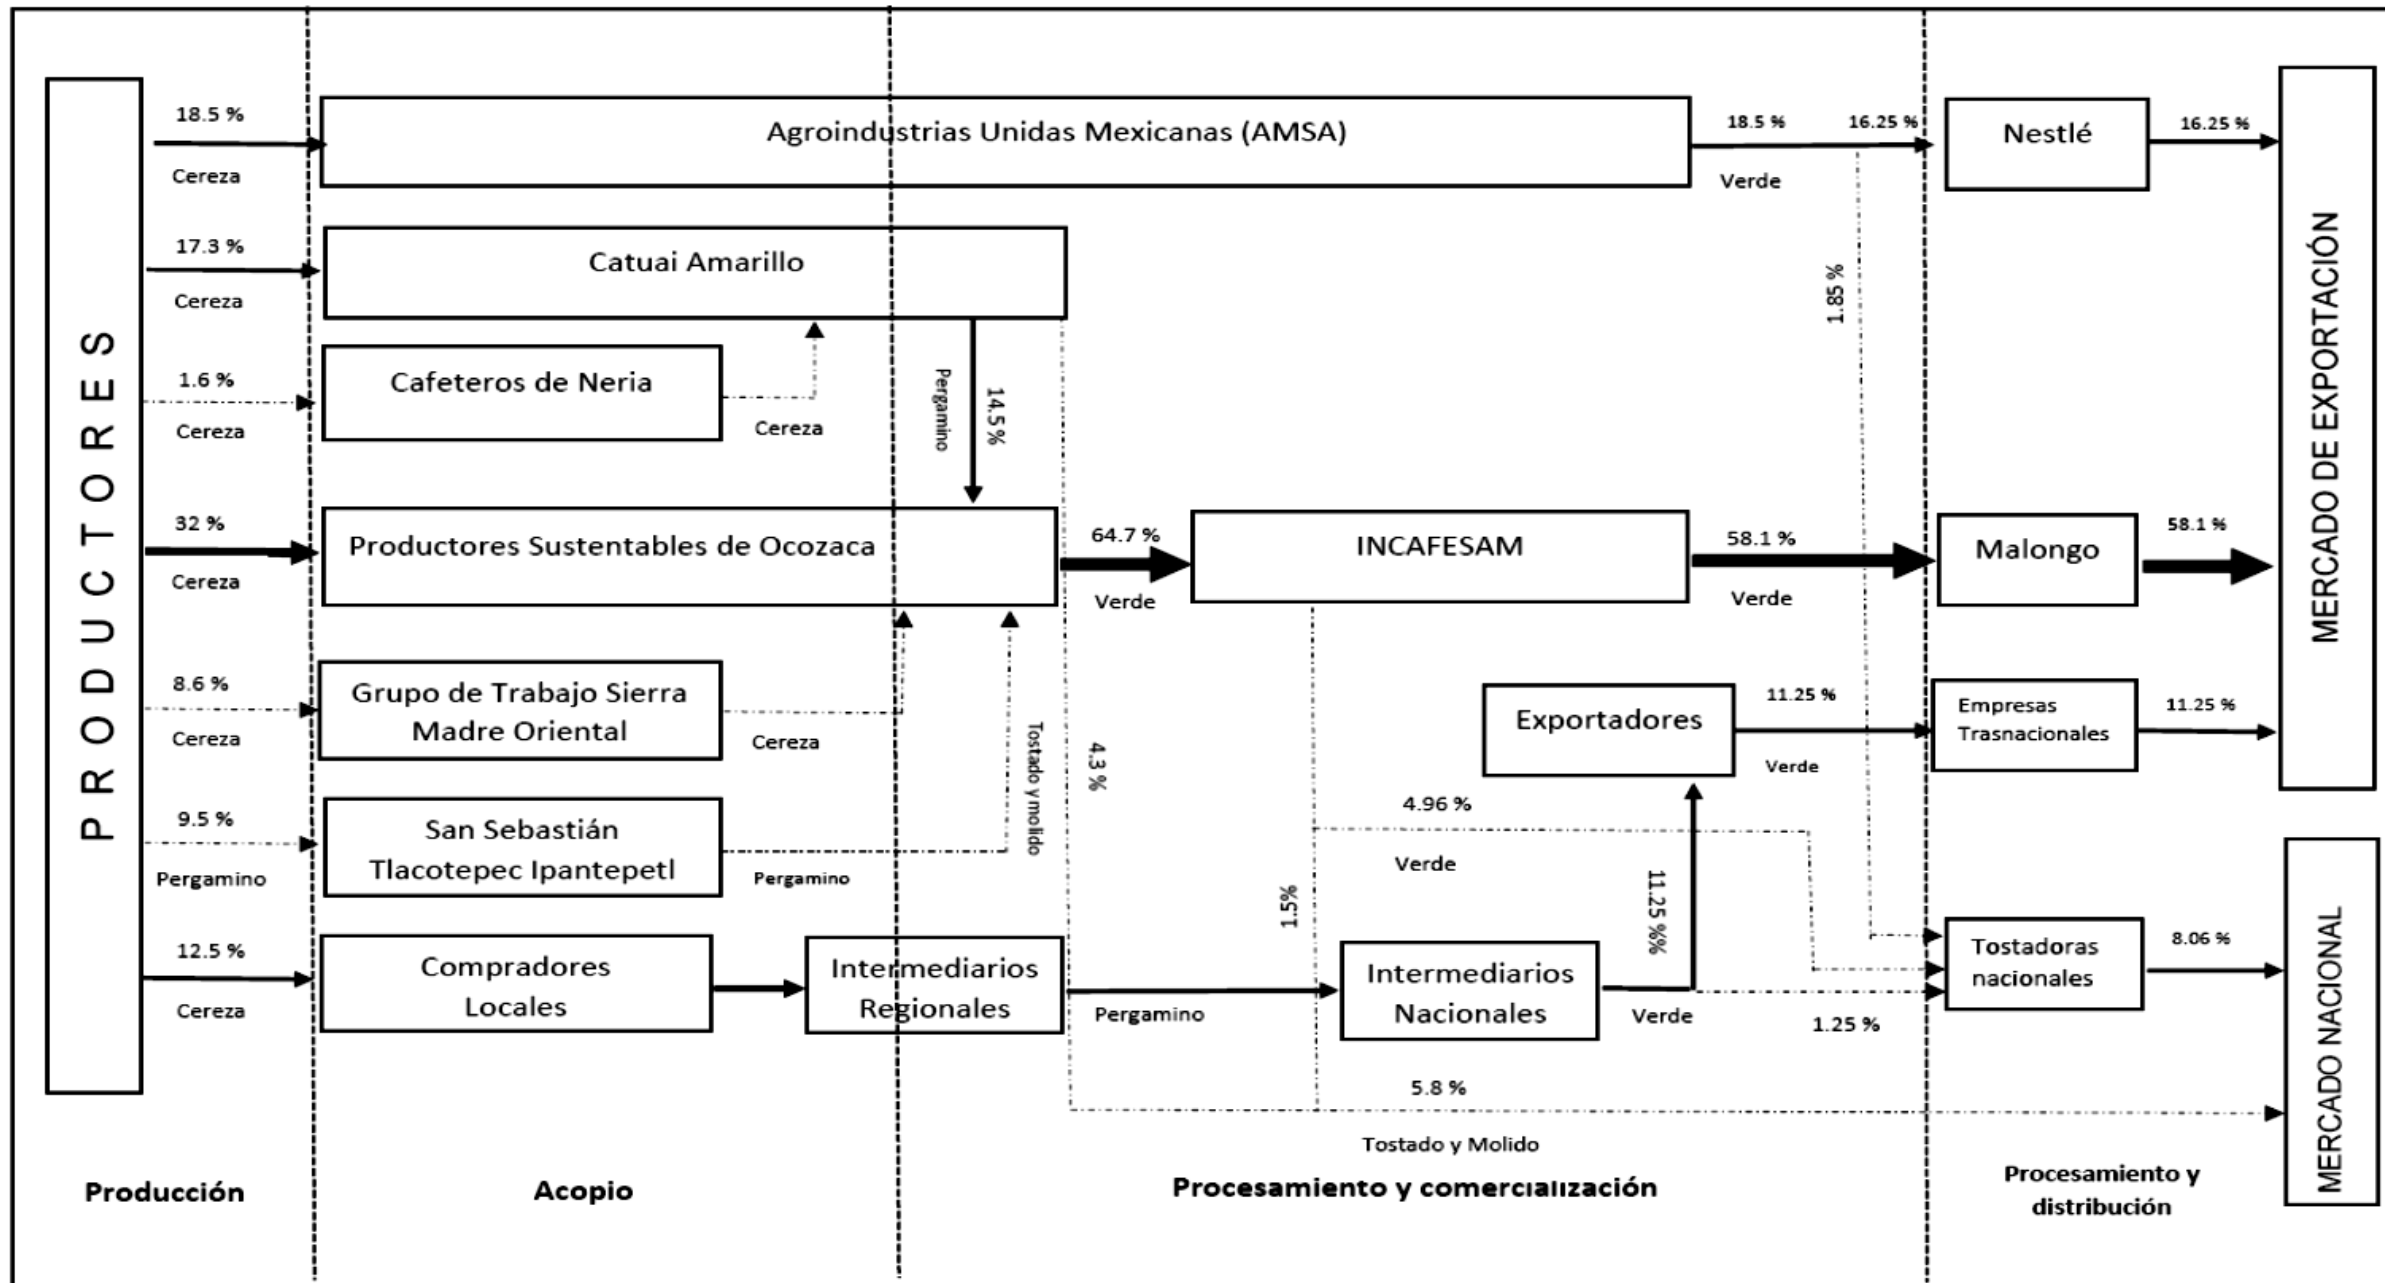 PRODUCTORES
18.5 %
Cereza
17.3 %
Cereza
1.6 %
Cereza
32 %
Cereza
8.6 %
Cereza
9.5 %
Pergamino
12.5 %
Cereza
Agroindustrias Unidas Mexicanas (AMSA)
18.5 %
16.25 %
Verde
Nestlé
16.25 %
Catuai Amarillo
1.85 %
Cafeteros de Neria
Cereza
Pergamino
14.5 %
Productores Sustentables de Ocozaca
64.7 %
Verde
INCAFESAM
58.1 %
Verde
Malongo
58.1 %
MERCADO DE EXPORTACIÓN
Grupo de Trabajo Sierra
Madre Oriental
Cereza
Tostado y molido
4.3 %
Exportadores
11.25 %
Verde
Empresas
Trasnacionales
11.25 %
San Sebastián
Tlacotepec Ipantepetl
Pergamino
4.96 %
Verde
1.5%
11.25 %%
Compradores
Locales
Intermediarios
Regionales
Pergamino
Intermediarios
Nacionales
Verde
1.25 %
Tostadoras
nacionales
8.06 %
MERCADO NACIONAL
5.8 %
Tostado y Molido
Producción
Acopio
Procesamiento y comercialización
Procesamiento y
distribución